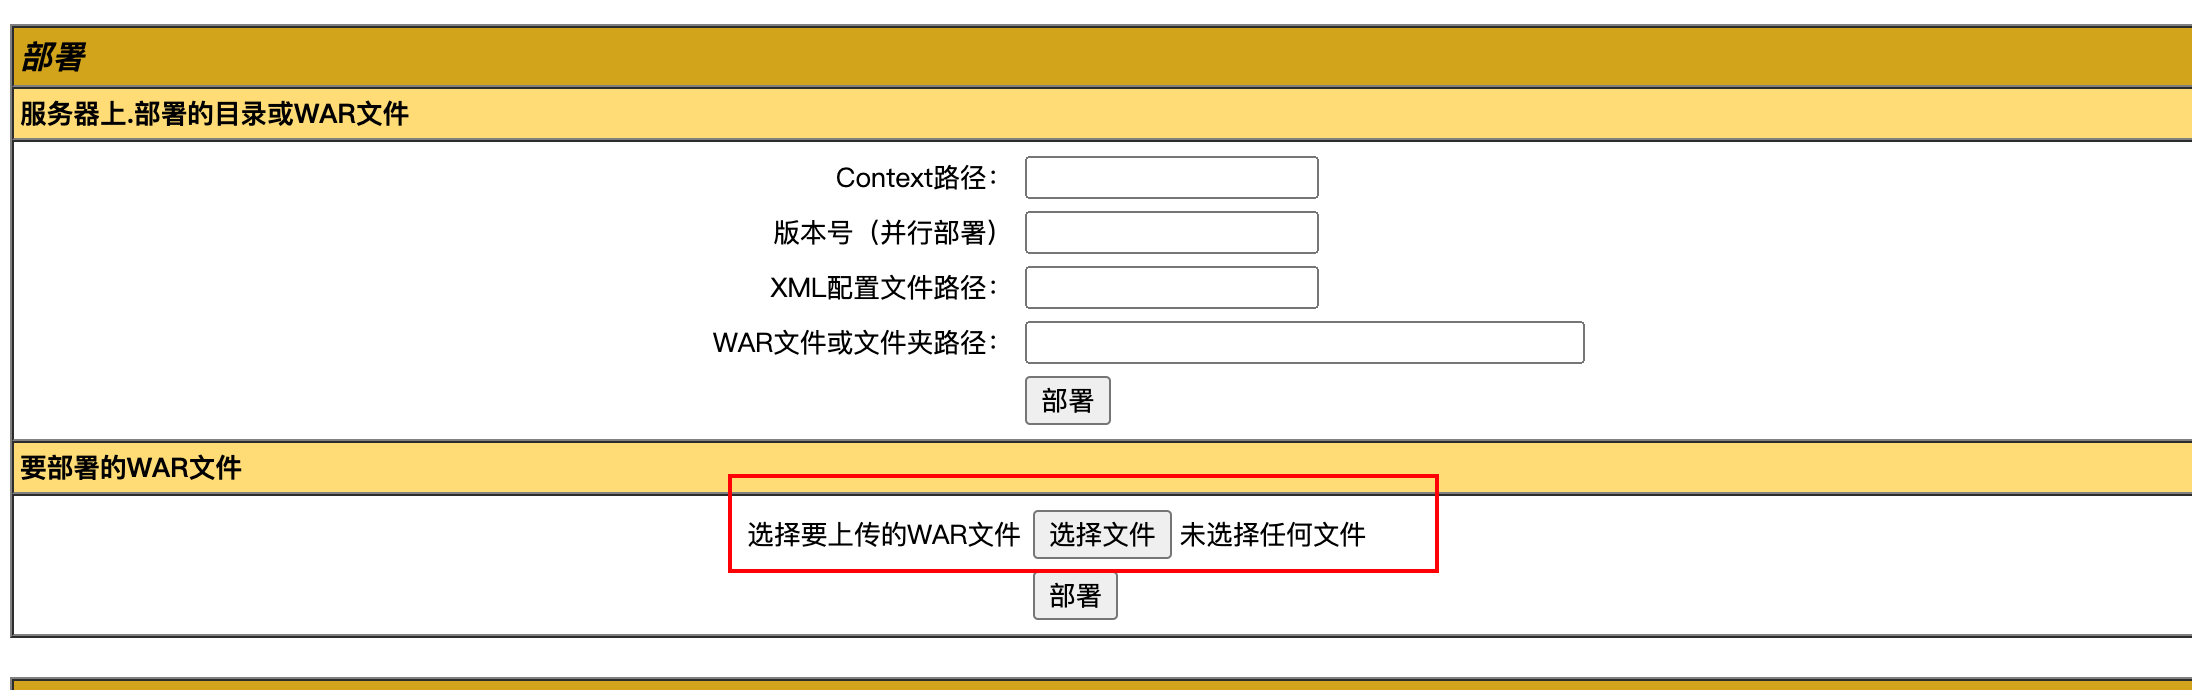 部署
服务器上.部署的目录或WAR文件
Context路径：
版本号（并行部署）
XML配置文件路径：
WAR文件或文件夹路径：
部署
要部署的WAR文件
选择要上传的WAR文件 选择文件 未选择任何文件
部署